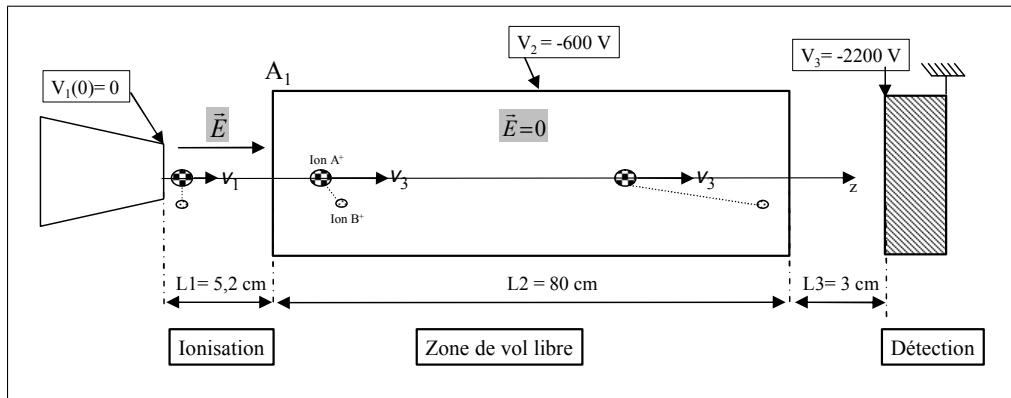 V₂ = -600 V
V₃= -2200 V
A₁
V₁(0)= 0
E
E=0
Ion A⁺
v₁
v₃
v₃
z
Ion B⁺
L1= 5,2 cm
L2 = 80 cm
L3= 3 cm
Ionisation
Zone de vol libre
Détection